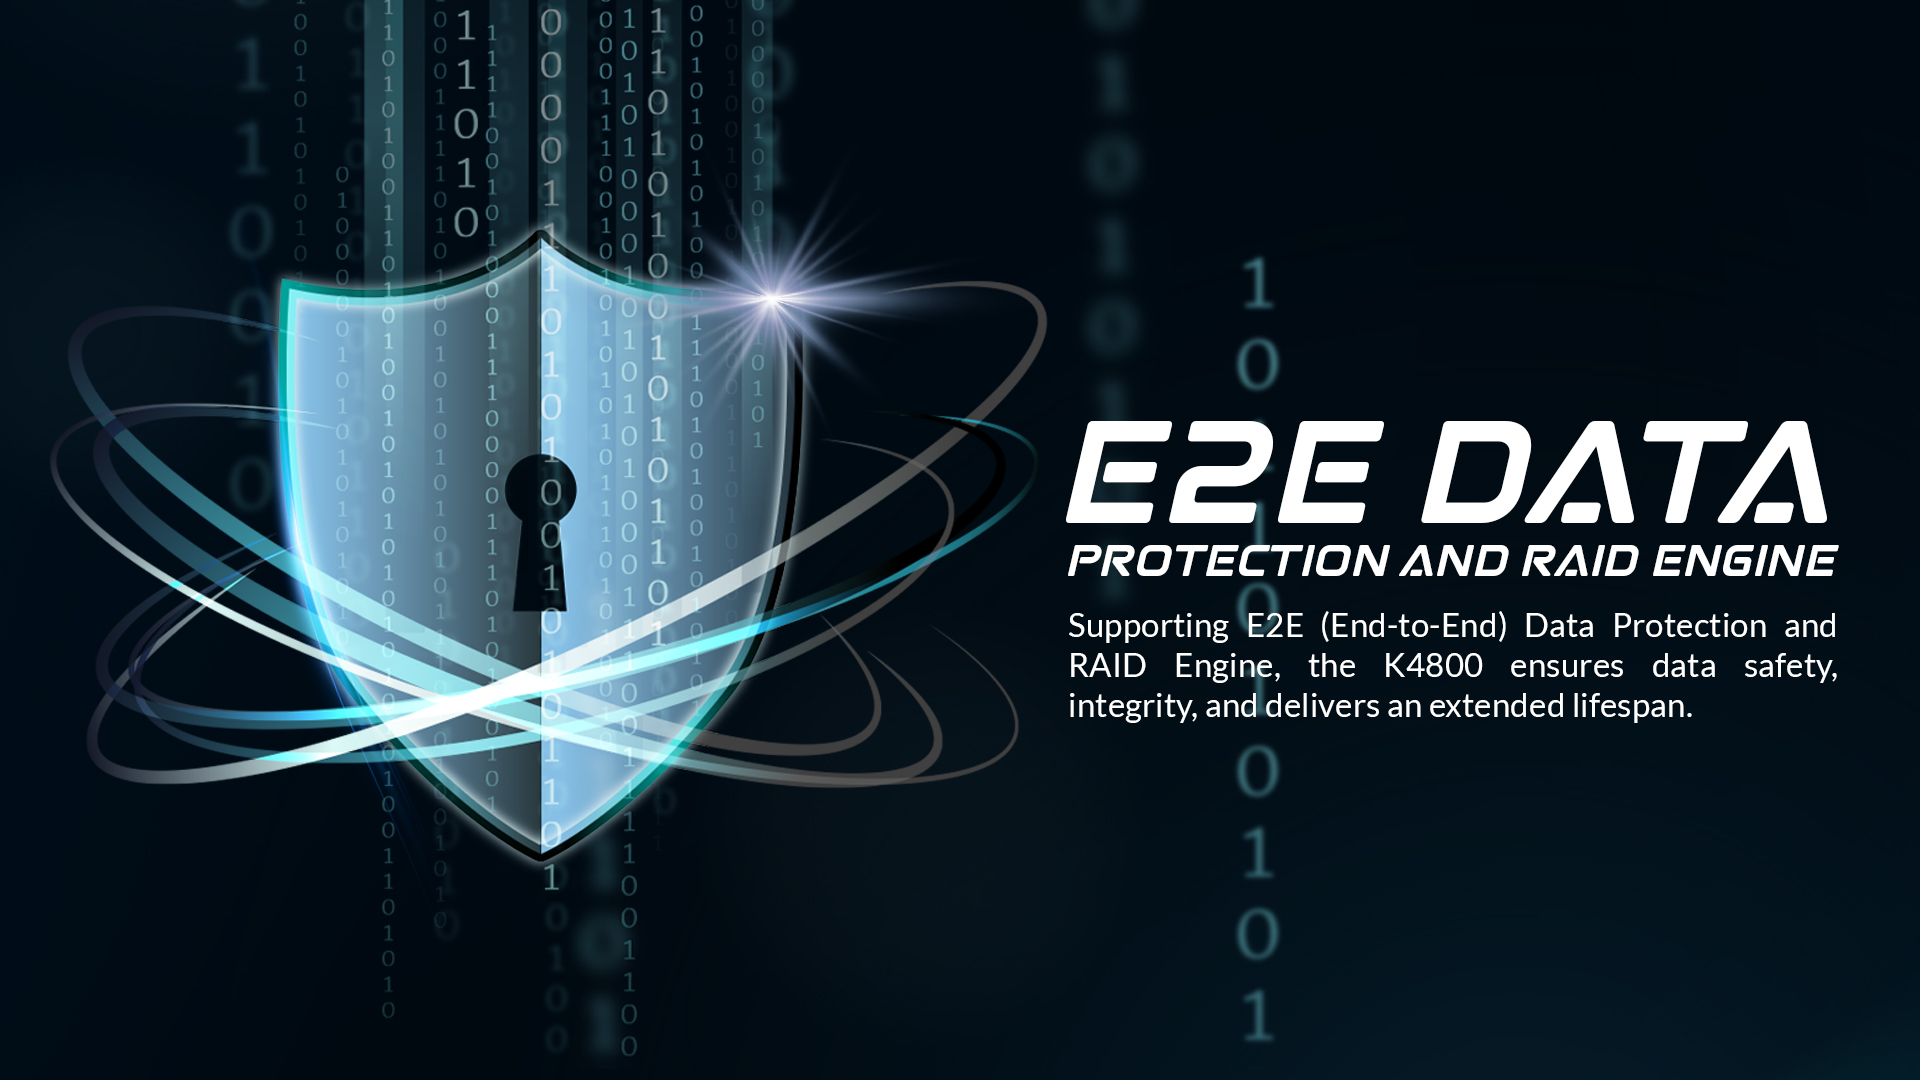 E2E DATA
PROTECTION AND RAID ENGINE
Supporting E2E (End-to-End) Data Protection and
RAID Engine, the K4800 ensures data safety,
integrity, and delivers an extended lifespan.